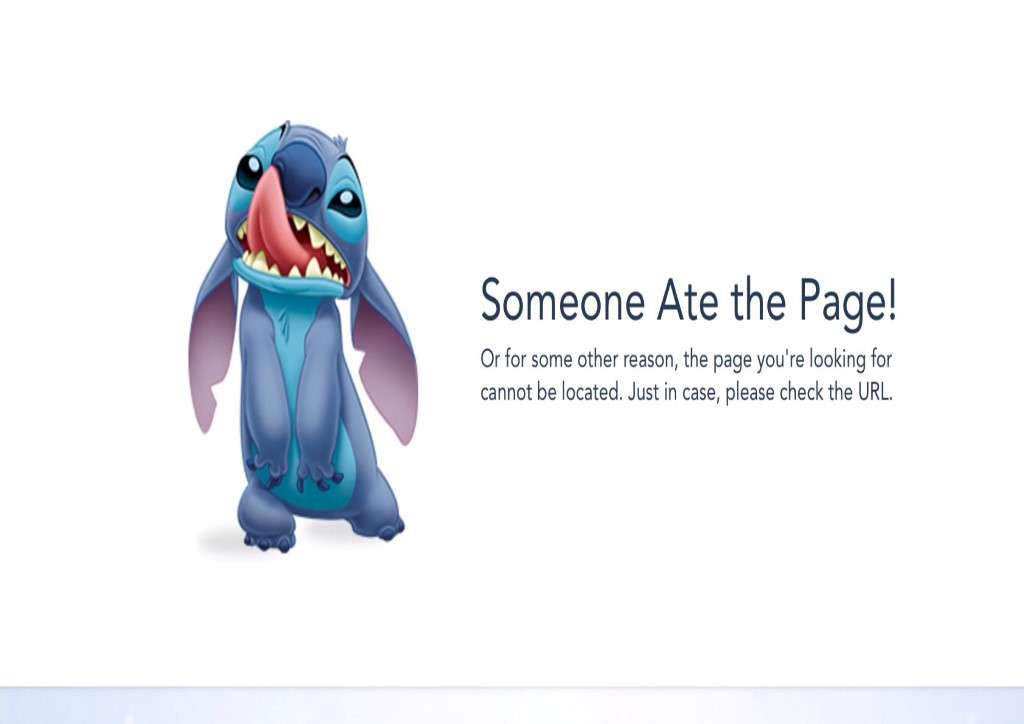 Someone Ate the Page!
Or for some other reason, the page you're looking for
cannot be located. Just in case, please check the URL.